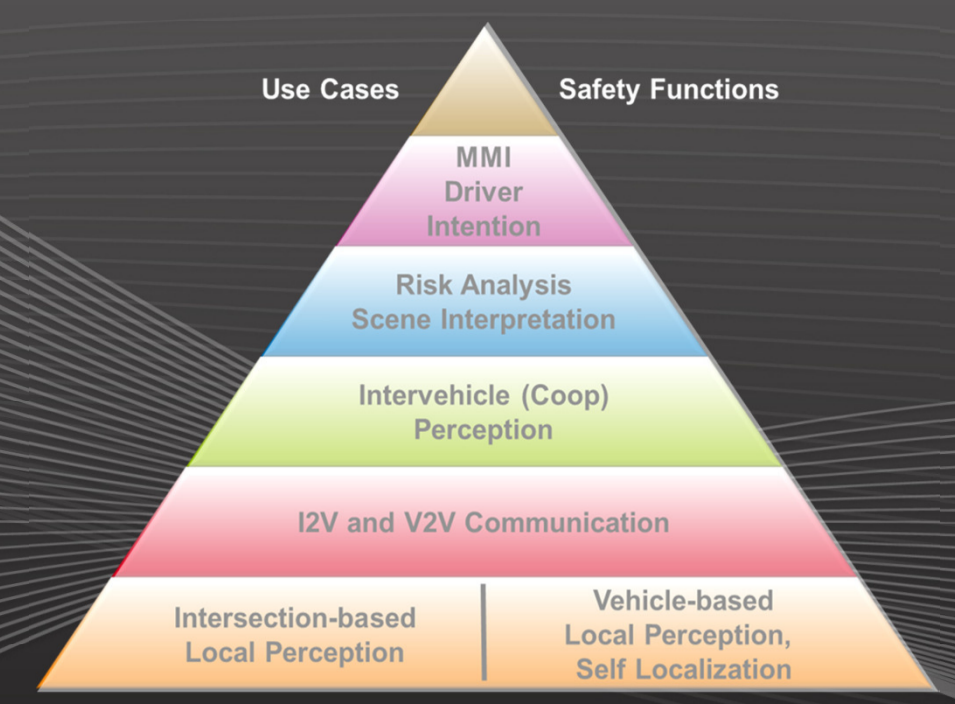 Use Cases
Safety Functions
MMI
Driver
Intention
Risk Analysis
Scene Interpretation
Intervehicle (Coop)
Perception
I2V and V2V Communication
Intersection-based
Local Perception
Vehicle-based
Local Perception,
Self Localization